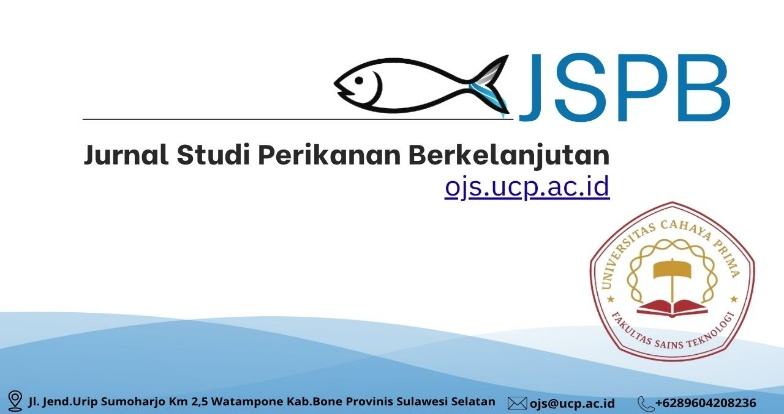 JSPB
Jurnal Studi Perikanan Berkelanjutan
ojs.ucp.ac.id
UNIVERSITAS CAHAYA PRIMA
FAKULTAS SAINS TEKNOLOGI
Jl. Jend.Urip Sumoharjo Km 2,5 Watampone Kab.Bone Provinis Sulawesi Selatan
ojs@ucp.ac.id
+6289604208236